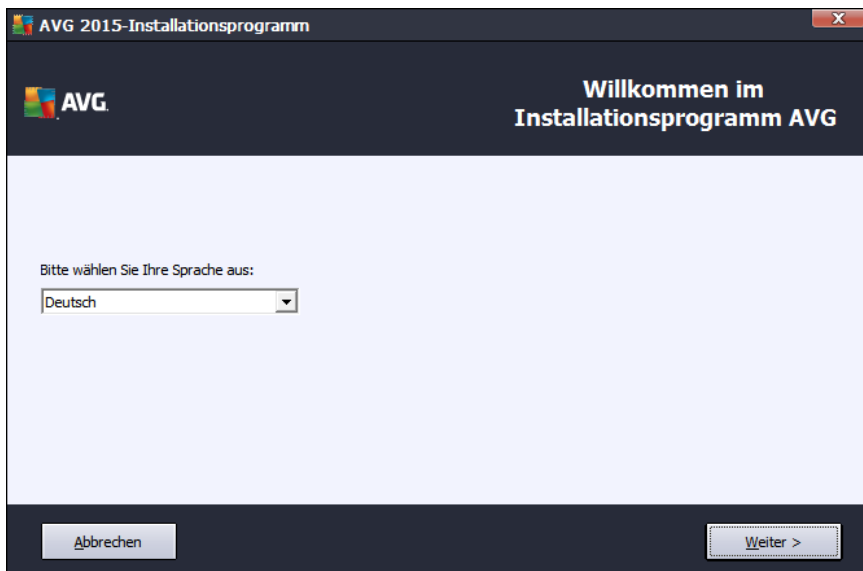 AVG 2015-Installationsprogramm
AVG.
Willkommen im
Installationsprogramm AVG
Bitte wählen Sie Ihre Sprache aus:
Deutsch
Abbrechen
Weiter >